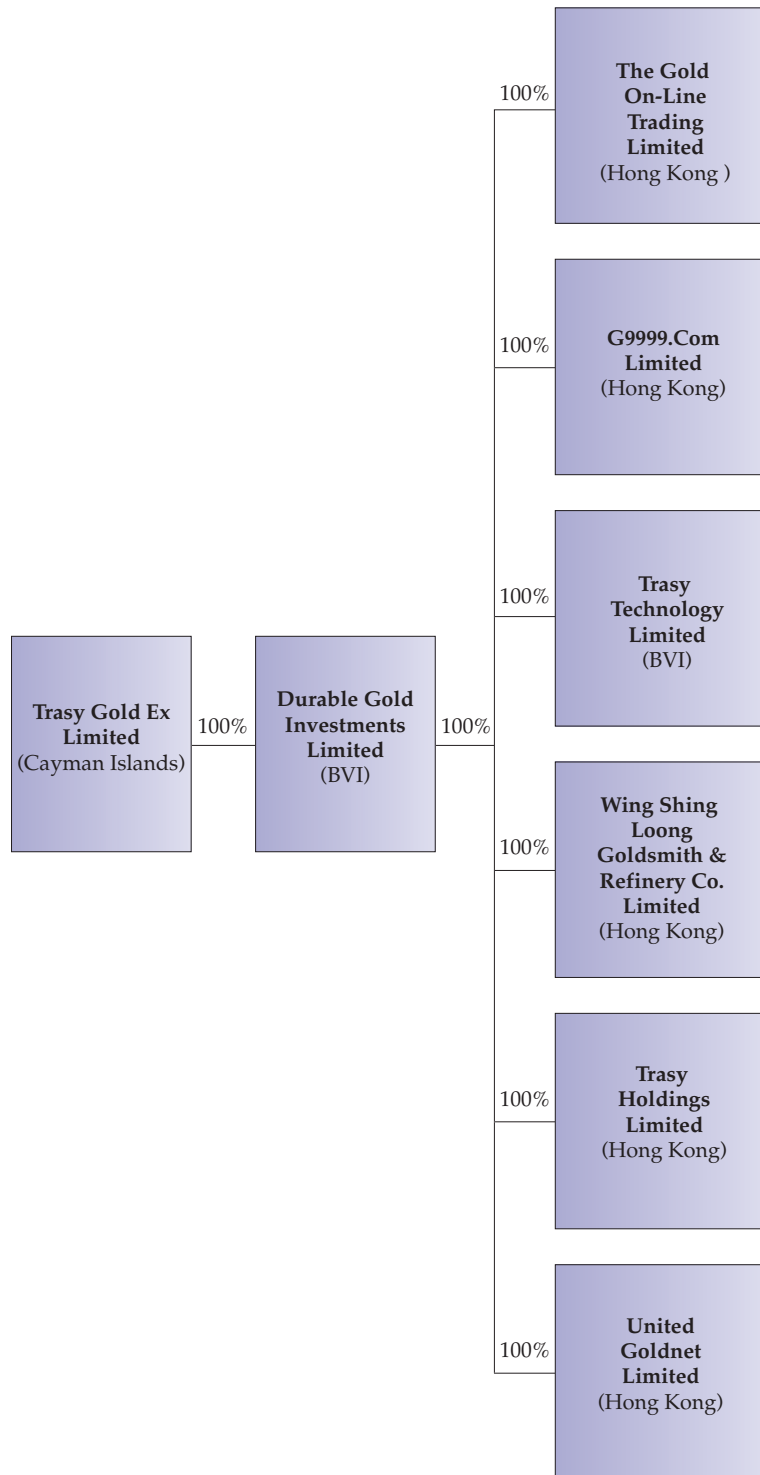 100%
The Gold
On-Line
Trading
Limited
(Hong Kong )
100%
G9999.Com
Limited
(Hong Kong)
100%
Trasy
Technology
Limited
(BVI)
Trasy Gold Ex
Limited
(Cayman Islands)
100%
Durable Gold
Investments
Limited
(BVI)
100%
100%
Wing Shing
Loong
Goldsmith &
Refinery Co.
Limited
(Hong Kong)
100%
Trasy
Holdings
Limited
(Hong Kong)
100%
United
Goldnet
Limited
(Hong Kong)